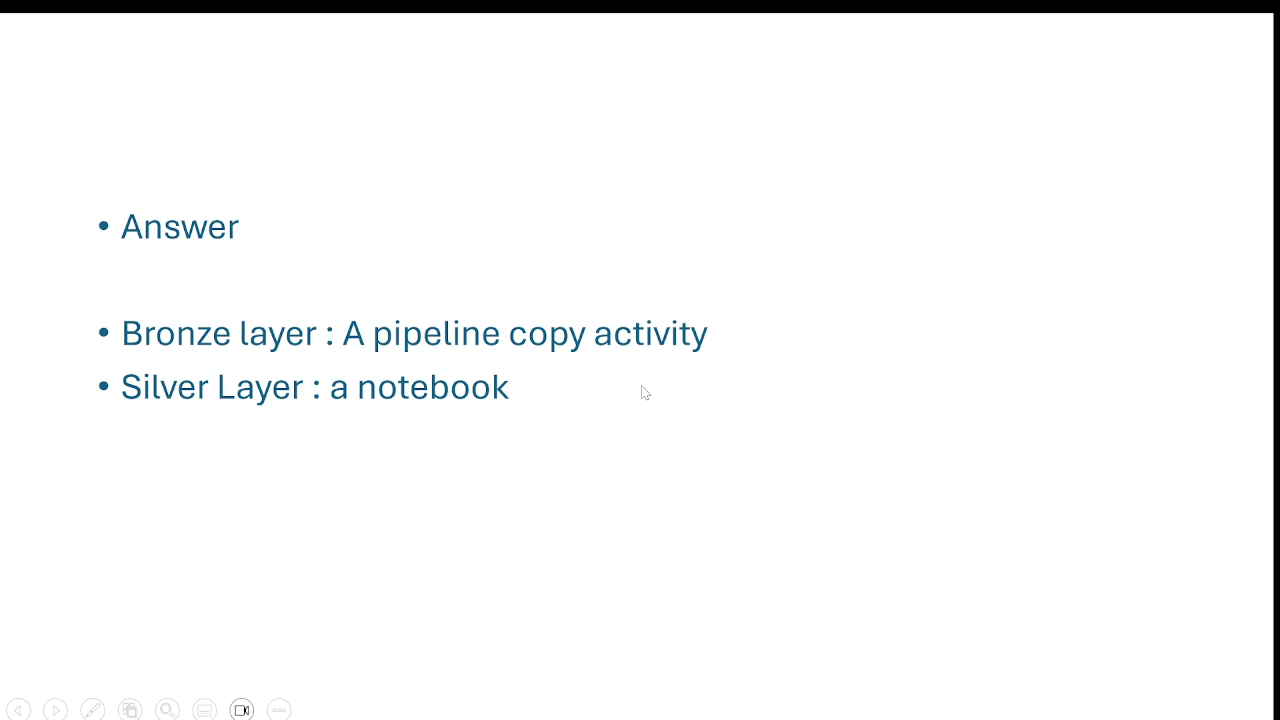 • Answer
• Bronze layer : A pipeline copy activity
• Silver Layer : a notebook